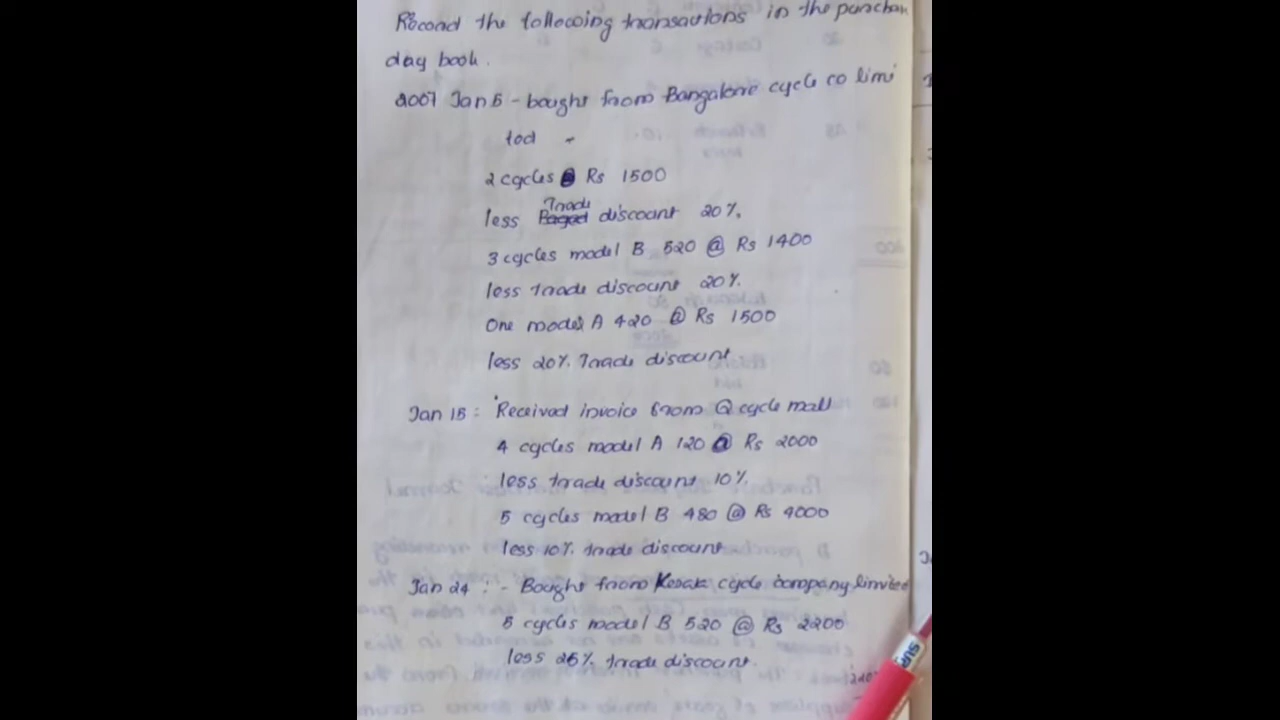 Record the following transactions in the purchas
day book.
2007 Jan 5 - bought from Bangalore cycle co limi
ted -
2 cycles @ Rs 1500
less Trade discount 20%.
3 cycles model B 520 @ Rs 1400
less trade discount 20%.
One model A 420 @ Rs 1500
less 20%. Trade discount
Jan 15 : Received invoice from Q cycle mall
4 cycles model A 120 @ Rs 2000
less trade discount 10%.
5 cycles model B 480 @ Rs 4000
less 10%. trade discount
Jan 24 : - Bought from cycle company limited
5 cycles model B 520 @ Rs 2200
less 25%. trade discount.